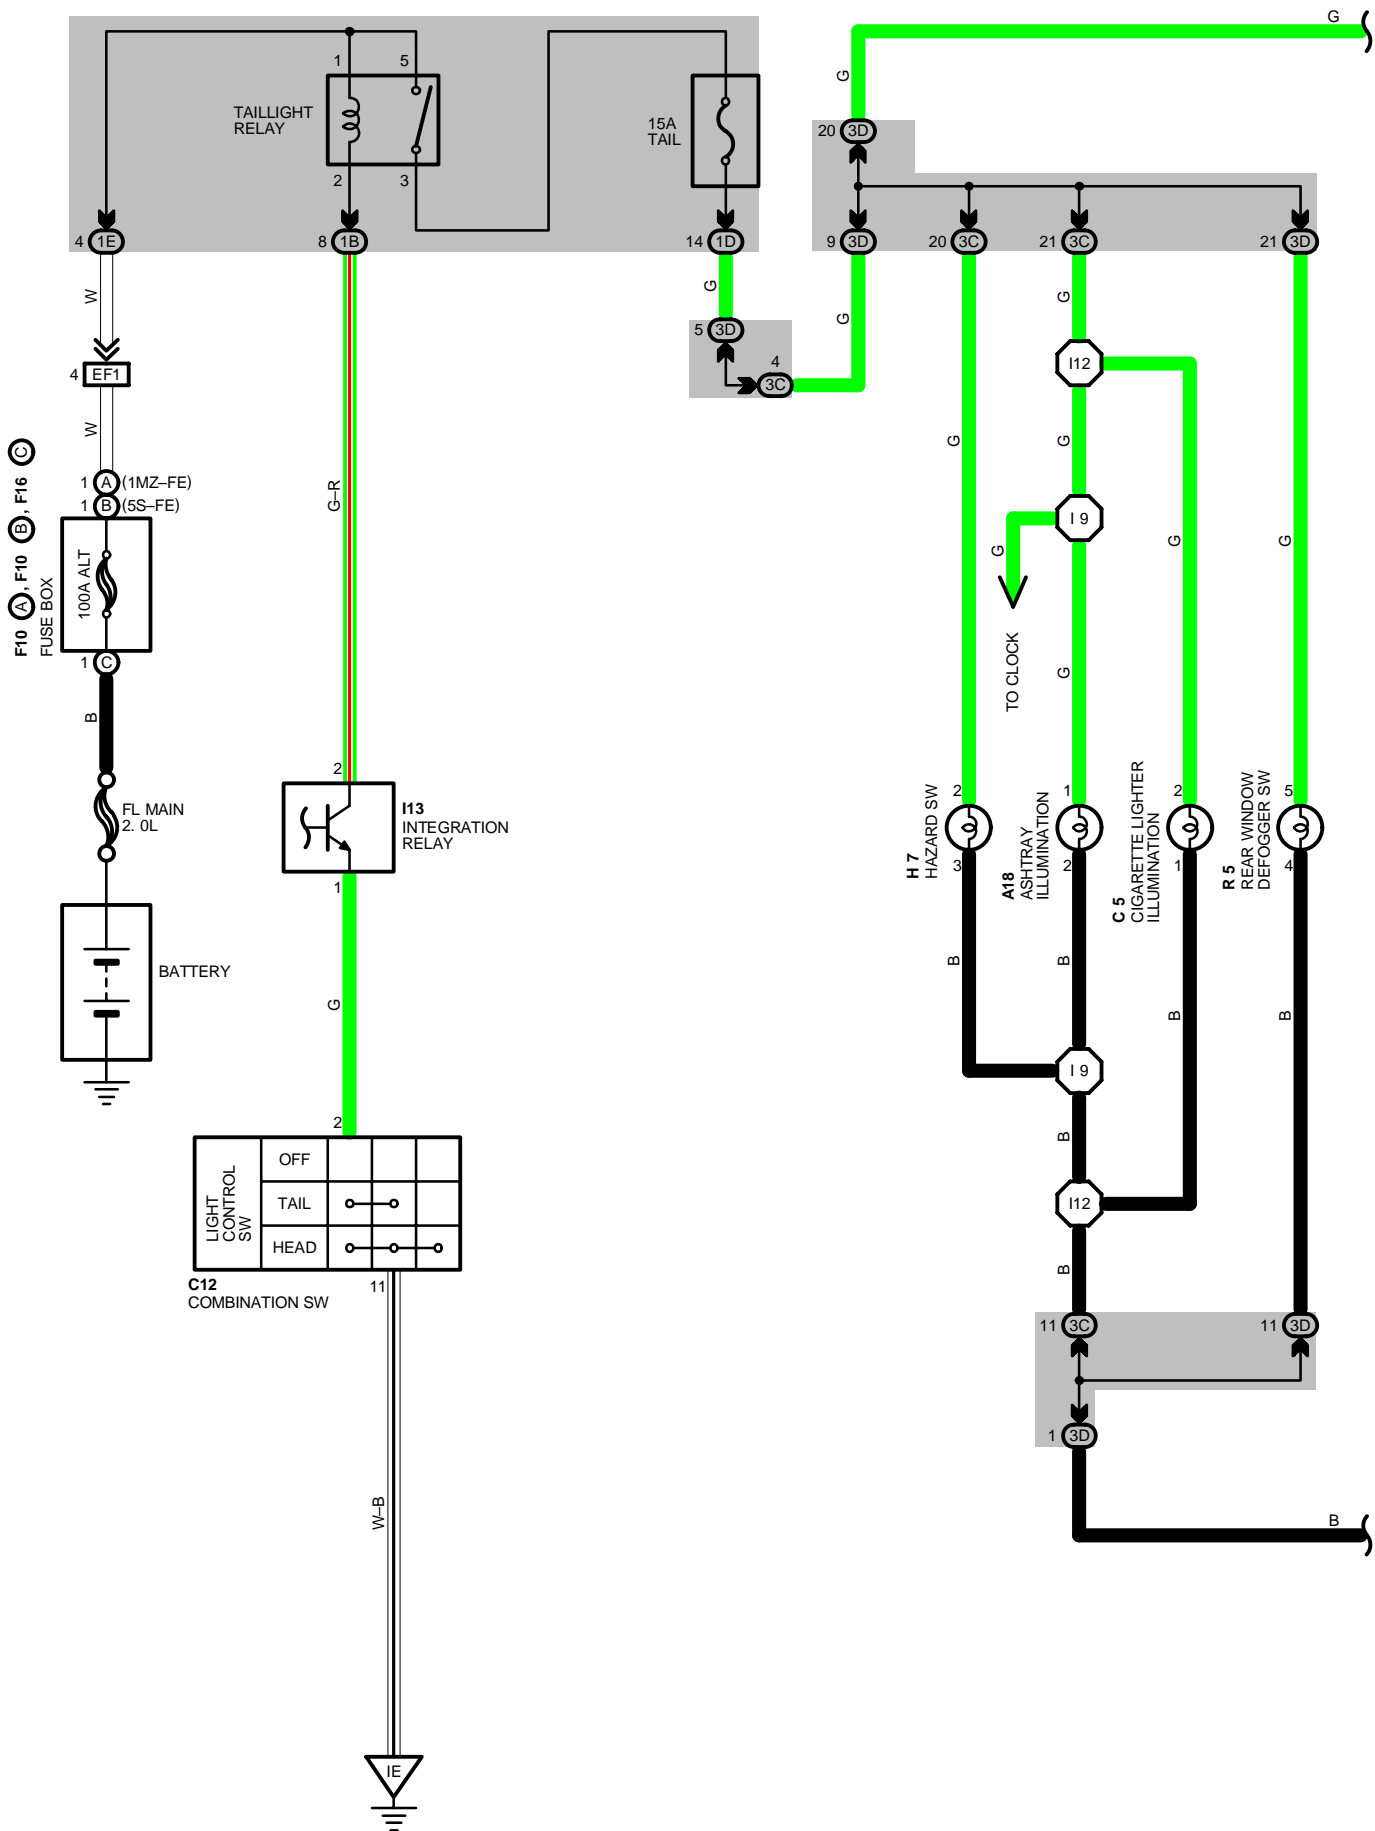 G
1
5
TAILLIGHT
RELAY
2
3
15A
TAIL
G
20 3D
4 1E
8 1B
14 1D
9 3D
20 3C
21 3C
21 3D
W
G
G
G
5 3D
4
3C
4 EF1
I12
W
G–R
G
G
1 A (1MZ–FE)
1 B (5S–FE)
I 9
G
G
G
F10 A , F10 B , F16 C
FUSE BOX
100A ALT
1 C
TO CLOCK
G
B
FL MAIN
2. 0L
2
I13
INTEGRATION
RELAY
1
2
1
2
5
H 7
HAZARD SW
3
A18
ASHTRAY
ILLUMINATION
2
C 5
CIGARETTE LIGHTER
ILLUMINATION
1
R 5
REAR WINDOW
DEFOGGER SW
4
BATTERY
G
B
B
B
B
I 9
2
LIGHT
CONTROL
SW
OFF
TAIL
HEAD
B
I12
B
C12
COMBINATION SW
11
11 3C
11 3D
1 3D
W–B
B
IE